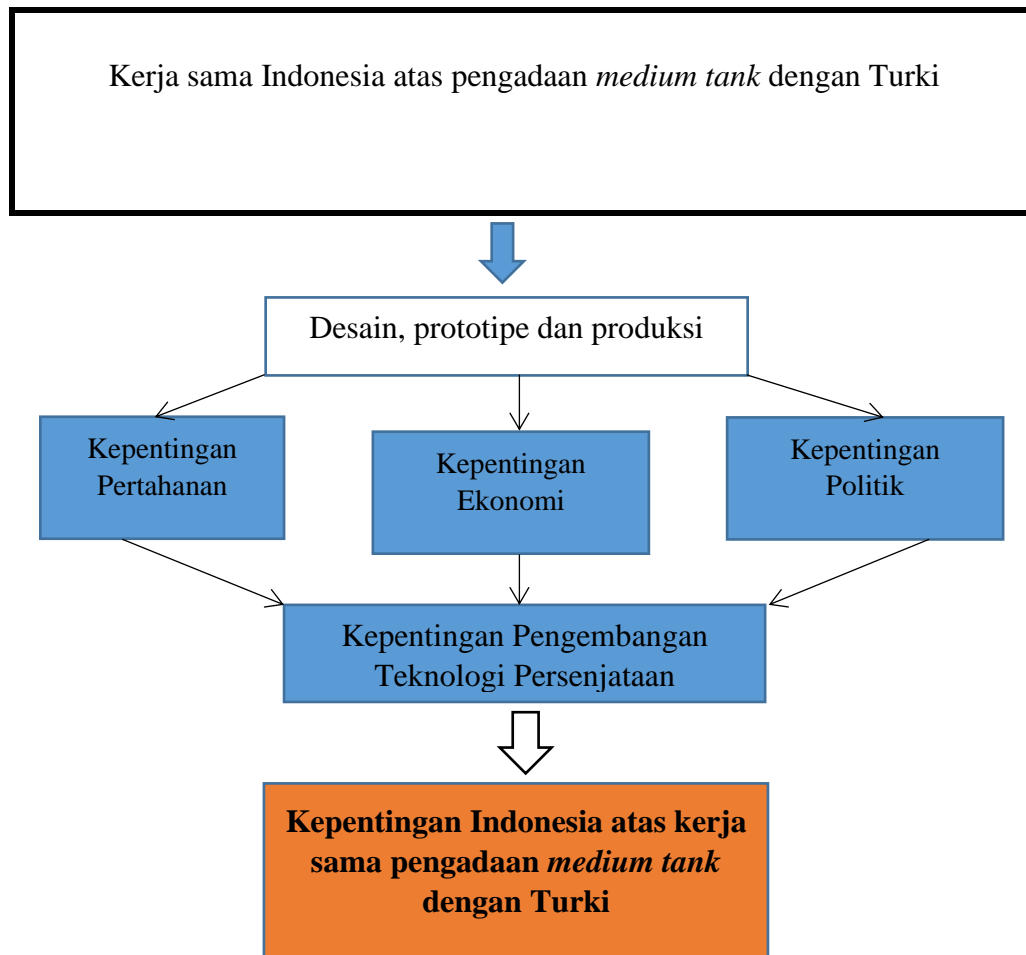 Kerja sama Indonesia atas pengadaan medium tank dengan Turki
Desain, prototipe dan produksi
Kepentingan
Pertahanan
Kepentingan
Ekonomi
Kepentingan
Politik
Kepentingan Pengembangan
Teknologi Persenjataan
Kepentingan Indonesia atas kerja
sama pengadaan medium tank
dengan Turki